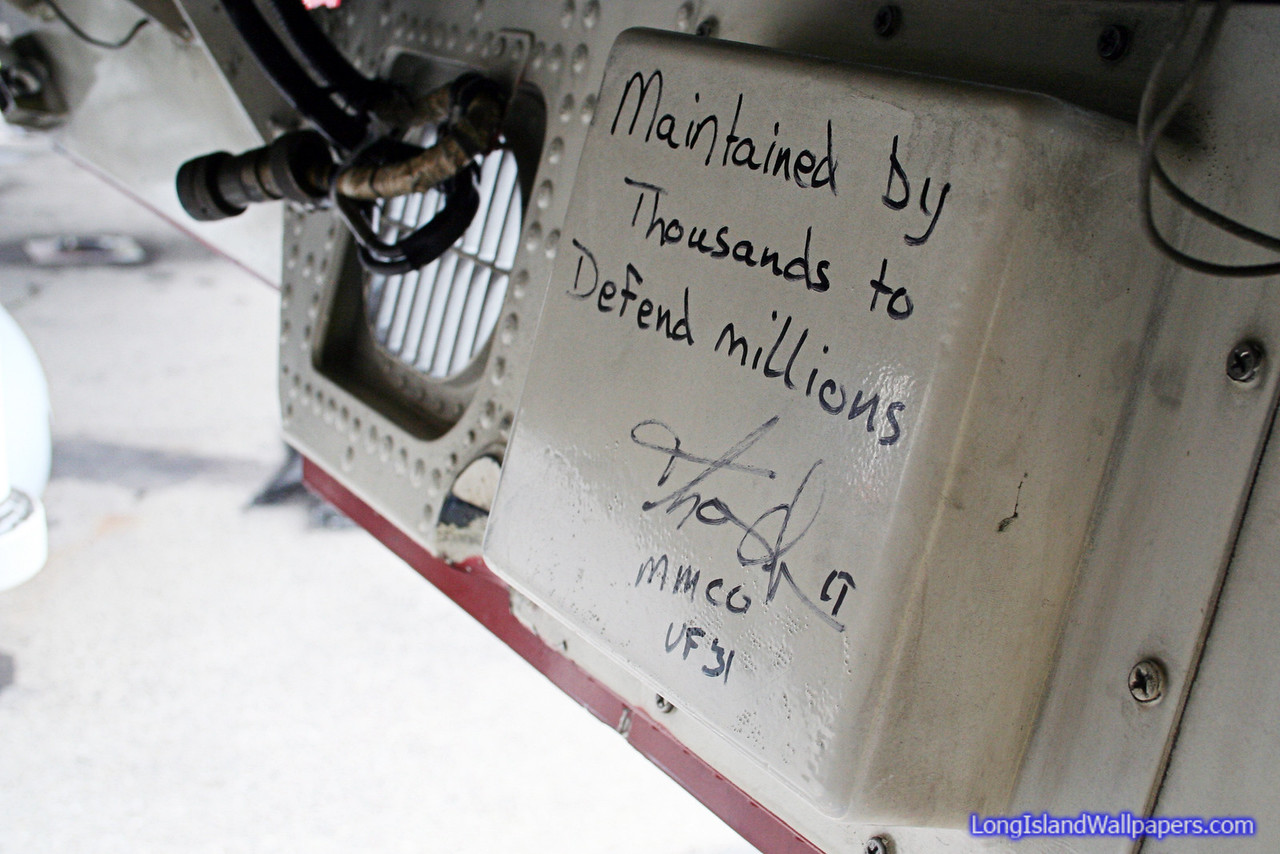 Maintained by
Thousands to
Defend millions
MMCO
VF31
LongIslandWallpapers.com